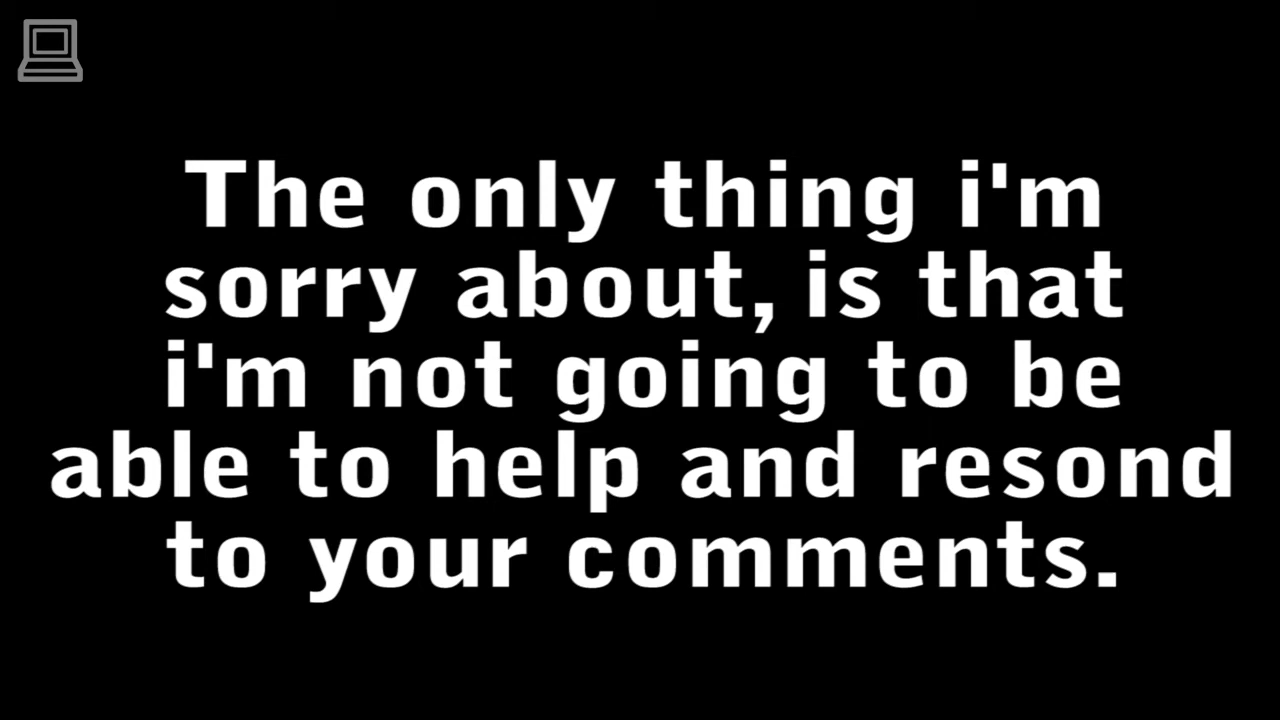 The only thing i'm
sorry about, is that
i'm not going to be
able to help and resond
to your comments.